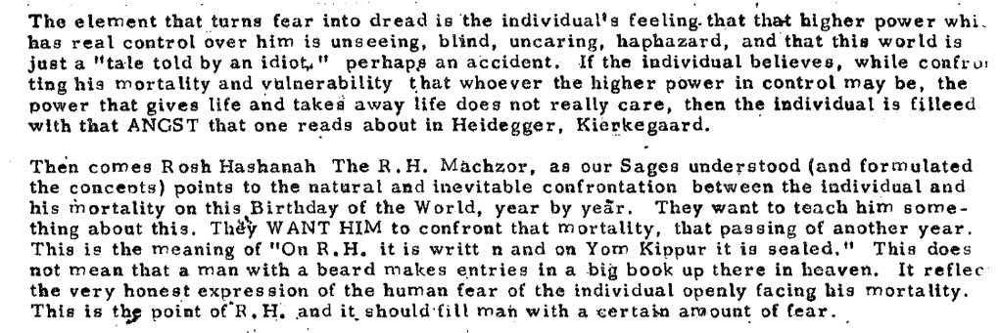 The element that turns fear into dread is the individual's feeling that that higher power whi
has real control over him is unseeing, blind, uncaring, haphazard, and that this world is
just a "tale told by an idiot," perhaps an accident. If the individual believes, while confron
ting his mortality and vulnerability that whoever the higher power in control may be, the
power that gives life and takes away life does not really care, then the individual is filleed
with that ANGST that one reads about in Heidegger, Kierkegaard.
Then comes Rosh Hashanah The R.H. Machzor, as our Sages understood (and formulated
the concepts) points to the natural and inevitable confrontation between the individual and
his mortality on this Birthday of the World, year by year. They want to teach him some-
thing about this. They WANT HIM to confront that mortality, that passing of another year.
This is the meaning of "On R.H. it is writt n and on Yom Kippur it is sealed." This does
not mean that a man with a beard makes entries in a big book up there in heaven. It reflec
the very honest expression of the human fear of the individual openly facing his mortality.
This is the point of R.H. and it should fill man with a certain amount of fear.